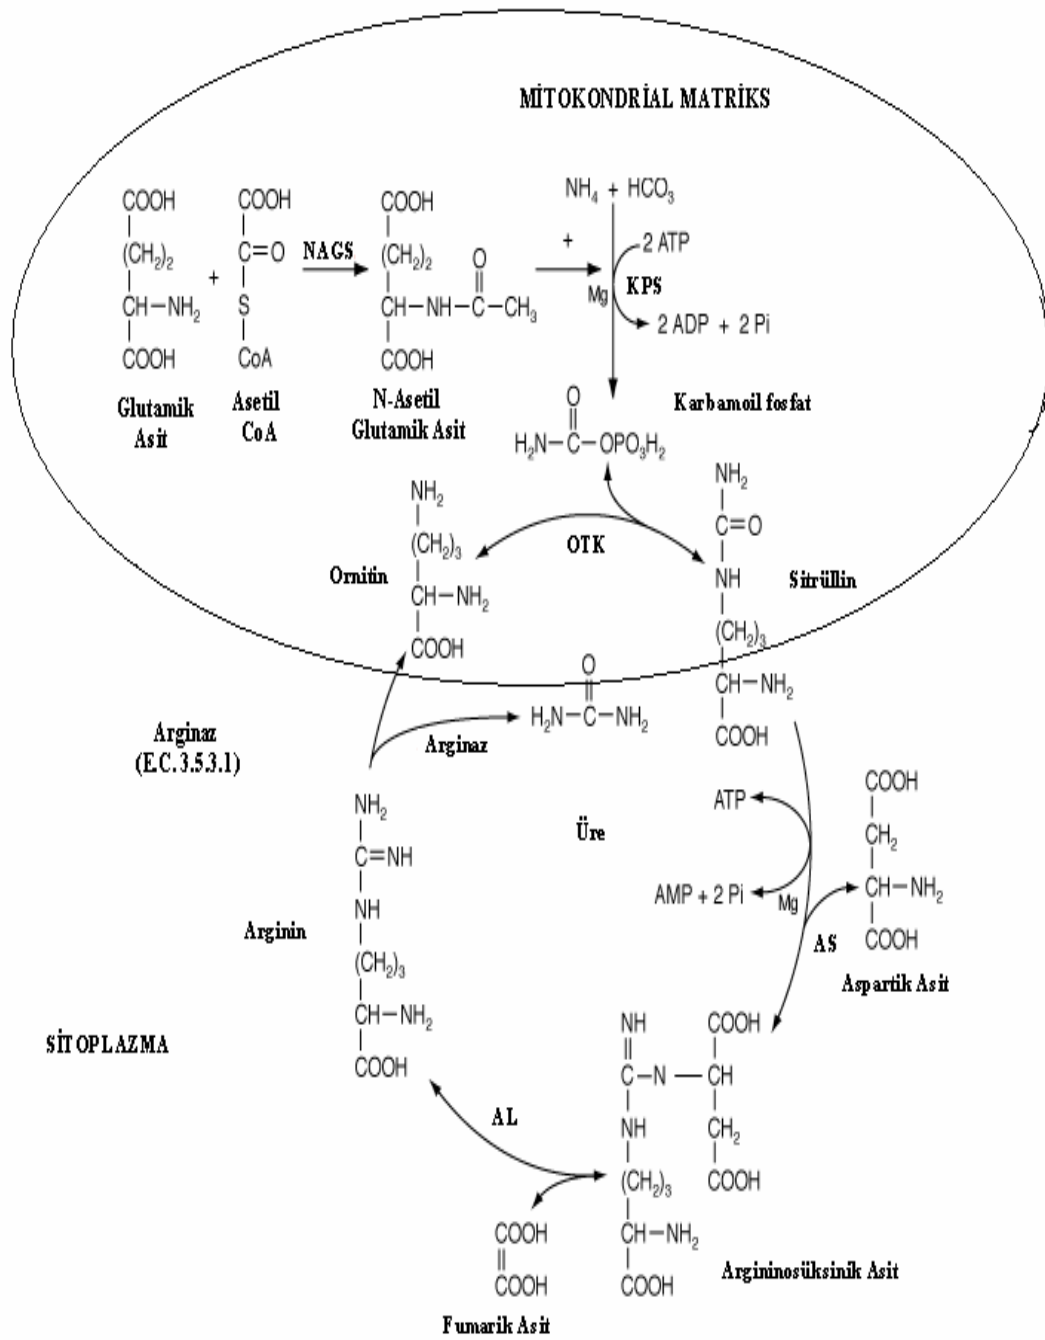 MİTOKONDRİAL MATRİKS
NH4 + HCO3
COOH
(CH2)2
CH–NH2
COOH
Glutamik
Asit
+
COOH
C=O
S
CoA
Asetil
CoA
NAGS
COOH
(CH2)2
CH–NH–C–CH3
O
COOH
N-Asetil
Glutamik Asit
+
Mg
2 ATP
KPS
2 ADP + 2 Pi
Karbamoil fosfat
O
H2N–C–OPO3H2
OTK
NH2
(CH2)3
CH–NH2
COOH
Ornitin
NH2
C=O
NH
(CH2)3
CH–NH2
COOH
Sitrüllin
O
H2N–C–NH2
Arginaz
Arginaz
(E.C.3.5.3.1)
Üre
ATP
AMP + 2 Pi
Mg
AS
COOH
CH2
CH–NH2
COOH
Aspartik Asit
NH2
C=NH
NH
(CH2)3
CH–NH2
COOH
Arginin
SİTOPLAZMA
AL
NH
C–N–CH
NH
(CH2)3
CH–NH2
COOH
COOH
CH2
COOH
Argininosüksinik Asit
COOH
COOH
Fumarik Asit